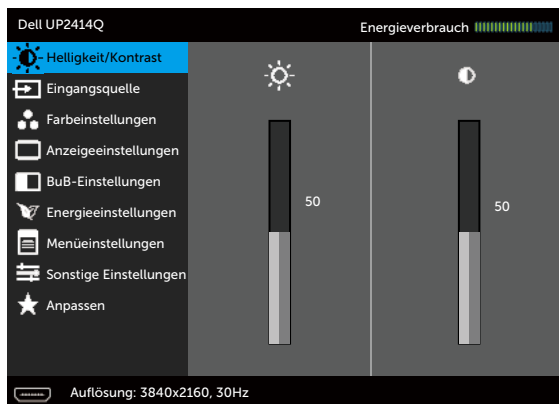 Dell UP2414Q
Energieverbrauch
Helligkeit/Kontrast
Eingangsquelle
Farbeinstellungen
Anzeigeeinstellungen
BuB-Einstellungen
Energieeinstellungen
Menüeinstellungen
Sonstige Einstellungen
Anpassen
50
50
Auflösung: 3840x2160, 30Hz